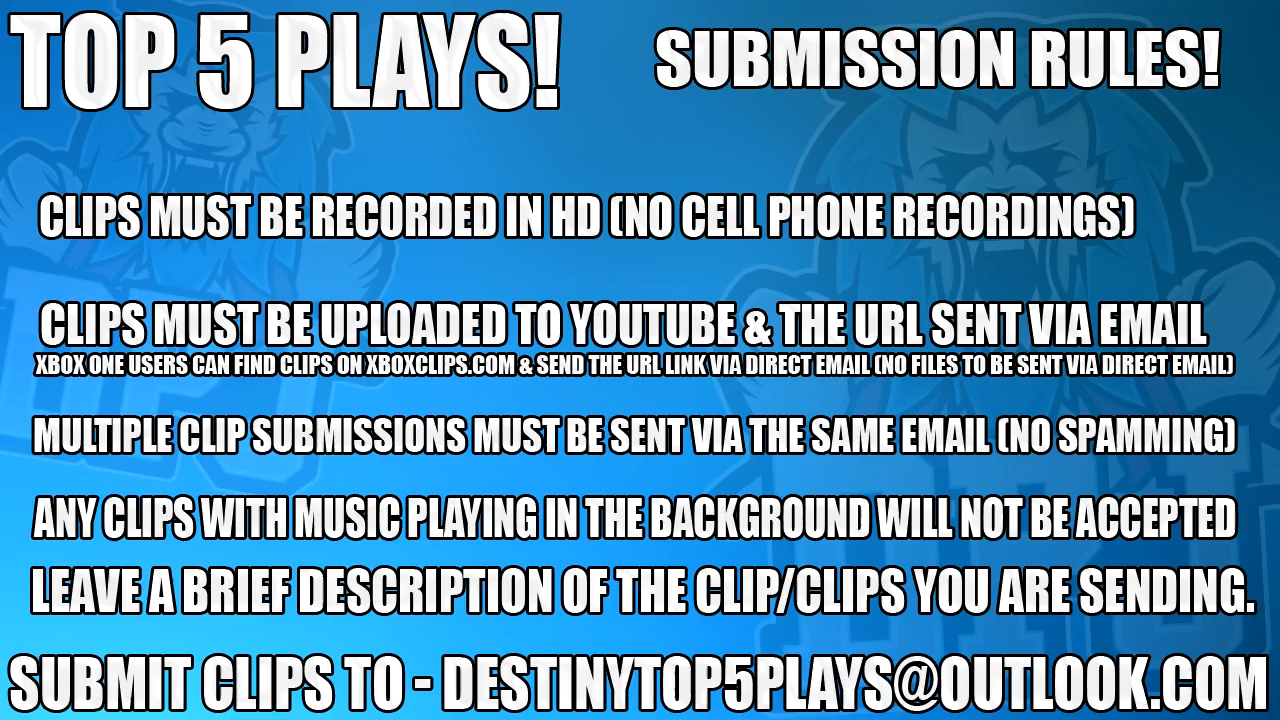 TOP 5 PLAYS!
SUBMISSION RULES!
CLIPS MUST BE RECORDED IN HD (NO CELL PHONE RECORDINGS)
CLIPS MUST BE UPLOADED TO YOUTUBE & THE URL SENT VIA EMAIL
XBOX ONE USERS CAN FIND CLIPS ON XBOXCLIPS.COM & SEND THE URL LINK VIA DIRECT EMAIL (NO FILES TO BE SENT VIA DIRECT EMAIL)
MULTIPLE CLIP SUBMISSIONS MUST BE SENT VIA THE SAME EMAIL (NO SPAMMING)
ANY CLIPS WITH MUSIC PLAYING IN THE BACKGROUND WILL NOT BE ACCEPTED
LEAVE A BRIEF DESCRIPTION OF THE CLIP/CLIPS YOU ARE SENDING.
SUBMIT CLIPS TO - DESTINYTOP5PLAYS@OUTLOOK.COM